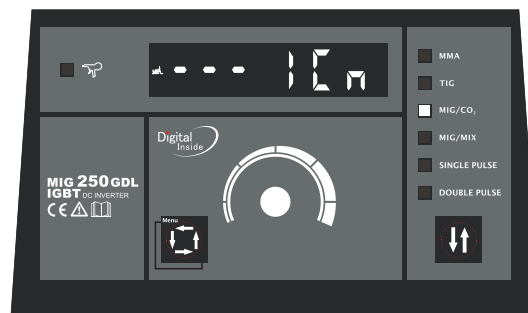 - - - 1Cn
MMA
TIG
MIG/CO₂
MIG/MIX
SINGLE PULSE
DOUBLE PULSE
Digital
Inside
MIG 250 GDL
IGBT DC INVERTER
CE
Menu